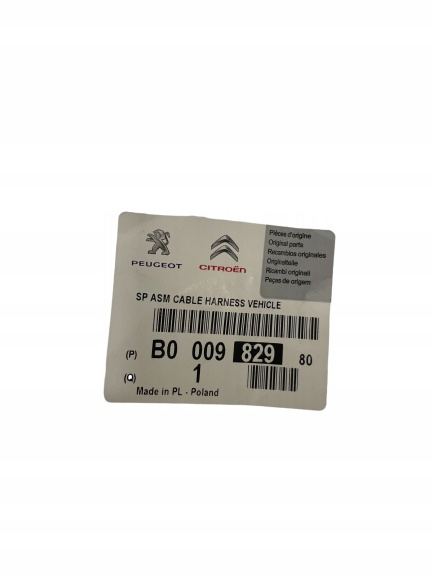 PEUGEOT
CITROËN
Pièces d'origine
Original parts
Recambios originales
Originalteile
Ricambi originali
Peças de origem
SP ASM CABLE HARNESS VEHICLE
(P) B0 009 829 80
(Q) 1
Made in PL - Poland